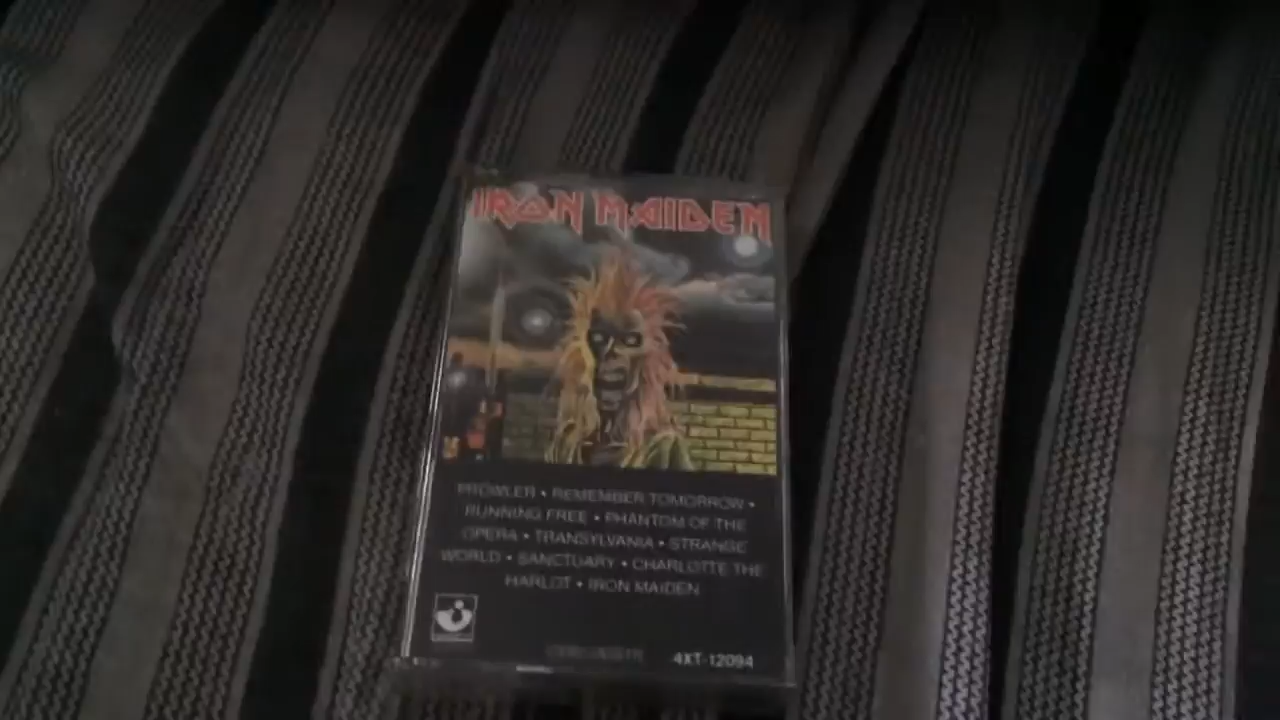 IRON MAIDEN
PROWLER • REMEMBER TOMORROW •
RUNNING FREE • PHANTOM OF THE
OPERA • TRANSYLVANIA • STRANGE
WORLD • SANCTUARY • CHARLOTTE THE
HARLOT • IRON MAIDEN
4XT-12094